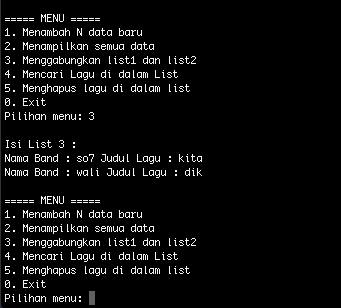 ===== MENU =====
1. Menambah N data baru
2. Menampilkan semua data
3. Menggabungkan list1 dan list2
4. Mencari Lagu di dalam List
5. Menghapus lagu di dalam list
0. Exit
Pilihan menu: 3
Isi List 3 :
Nama Band : so7 Judul Lagu : kita
Nama Band : wali Judul Lagu : dik
===== MENU =====
1. Menambah N data baru
2. Menampilkan semua data
3. Menggabungkan list1 dan list2
4. Mencari Lagu di dalam List
5. Menghapus lagu di dalam list
0. Exit
Pilihan menu: